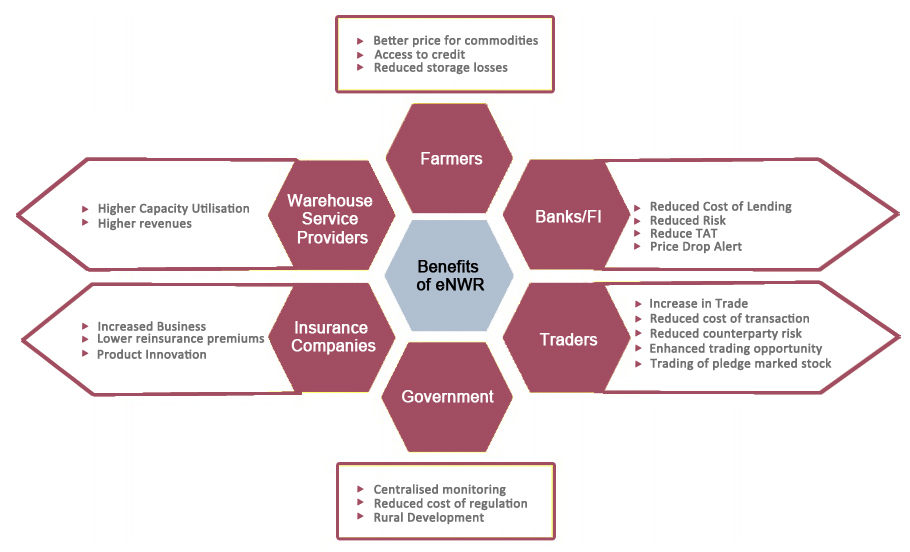 Better price for commodities
Access to credit
Reduced storage losses
Farmers
Higher Capacity Utilisation
Higher revenues
Warehouse
Service
Providers
Banks/FI
Reduced Cost of Lending
Reduced Risk
Reduce TAT
Price Drop Alert
Benefits
of eNWR
Increased Business
Lower reinsurance premiums
Product Innovation
Insurance
Companies
Traders
Increase in Trade
Reduced cost of transaction
Reduced counterparty risk
Enhanced trading opportunity
Trading of pledge marked stock
Government
Centralised monitoring
Reduced cost of regulation
Rural Development